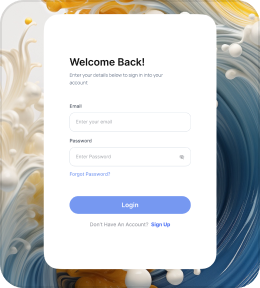 Welcome Back!
Enter your details below to sign in into your
account.
Email
Enter your email
Password
Enter Password
Forgot Password?
Login
Don't Have An Account? Sign Up